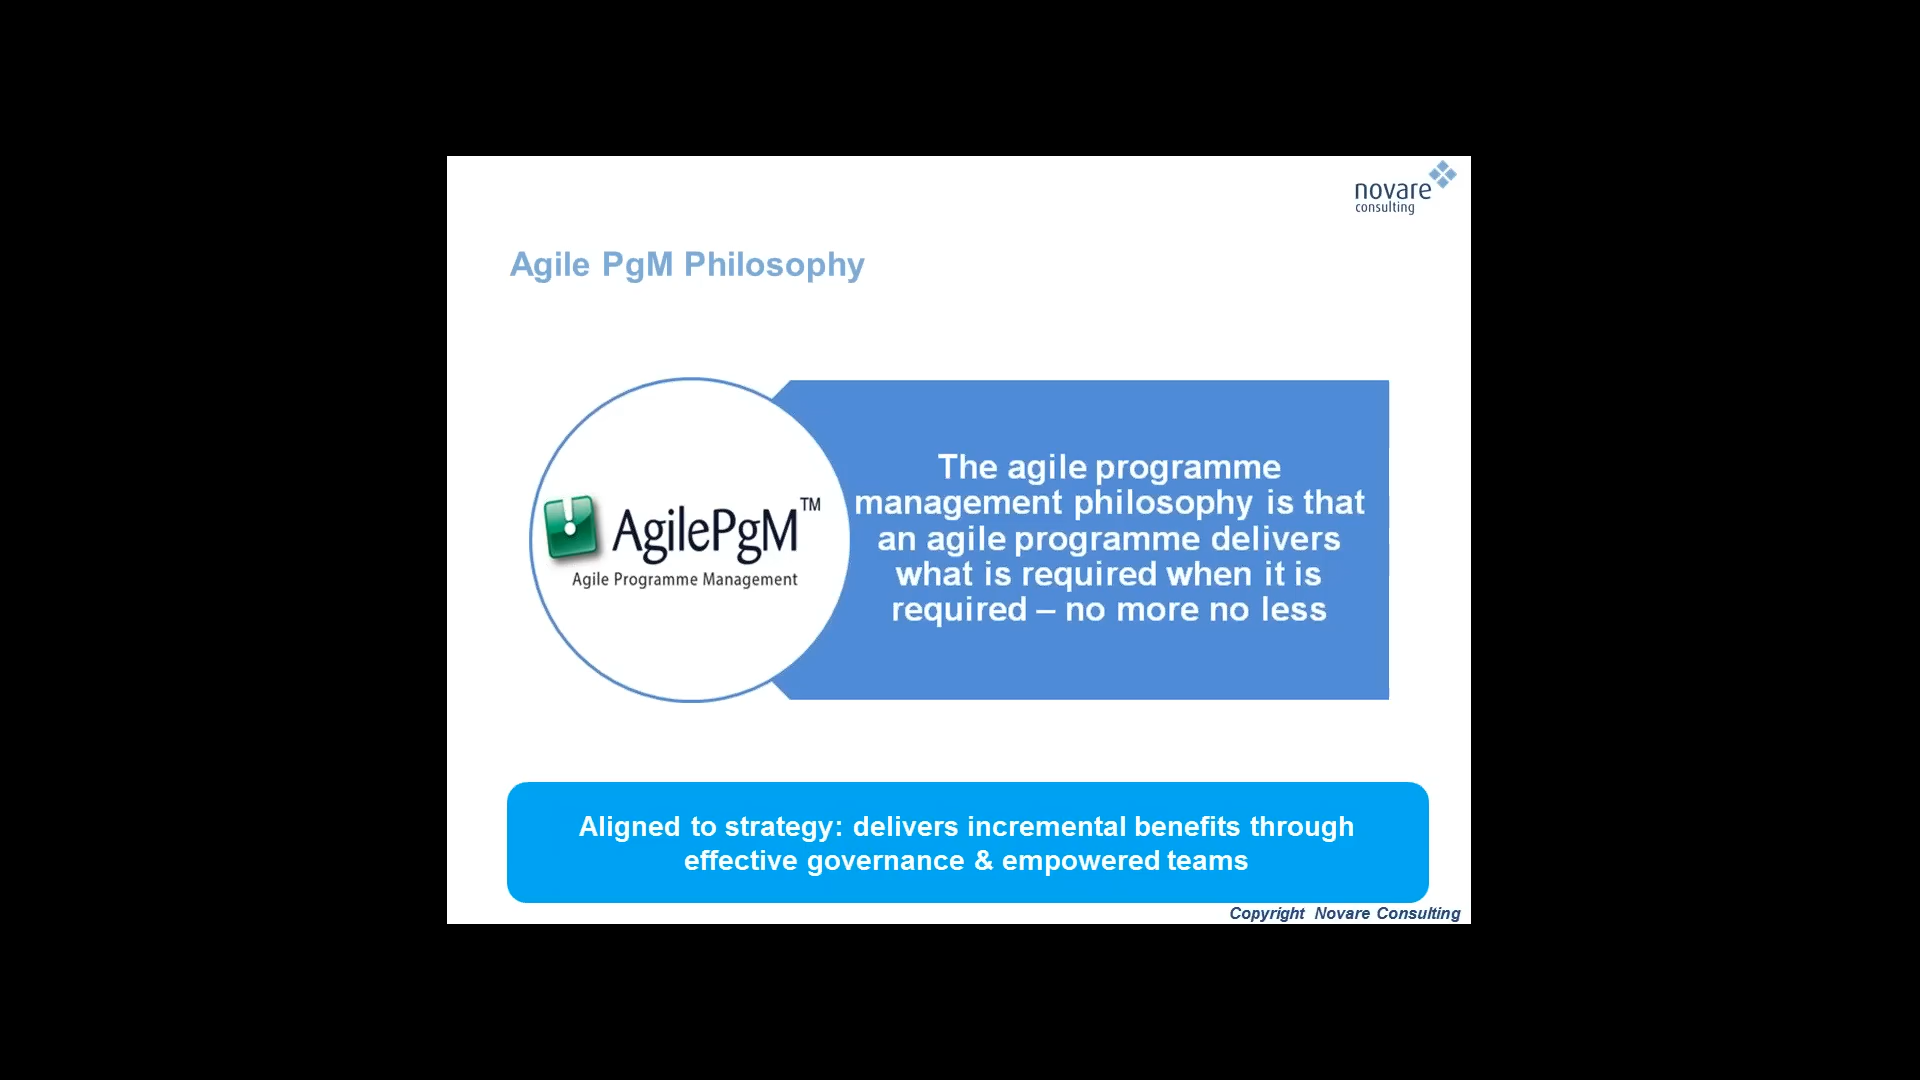 novare
consulting
Agile PgM Philosophy
AgilePgM™
Agile Programme Management
The agile programme
management philosophy is that
an agile programme delivers
what is required when it is
required – no more no less
Aligned to strategy: delivers incremental benefits through
effective governance & empowered teams
Copyright Novare Consulting